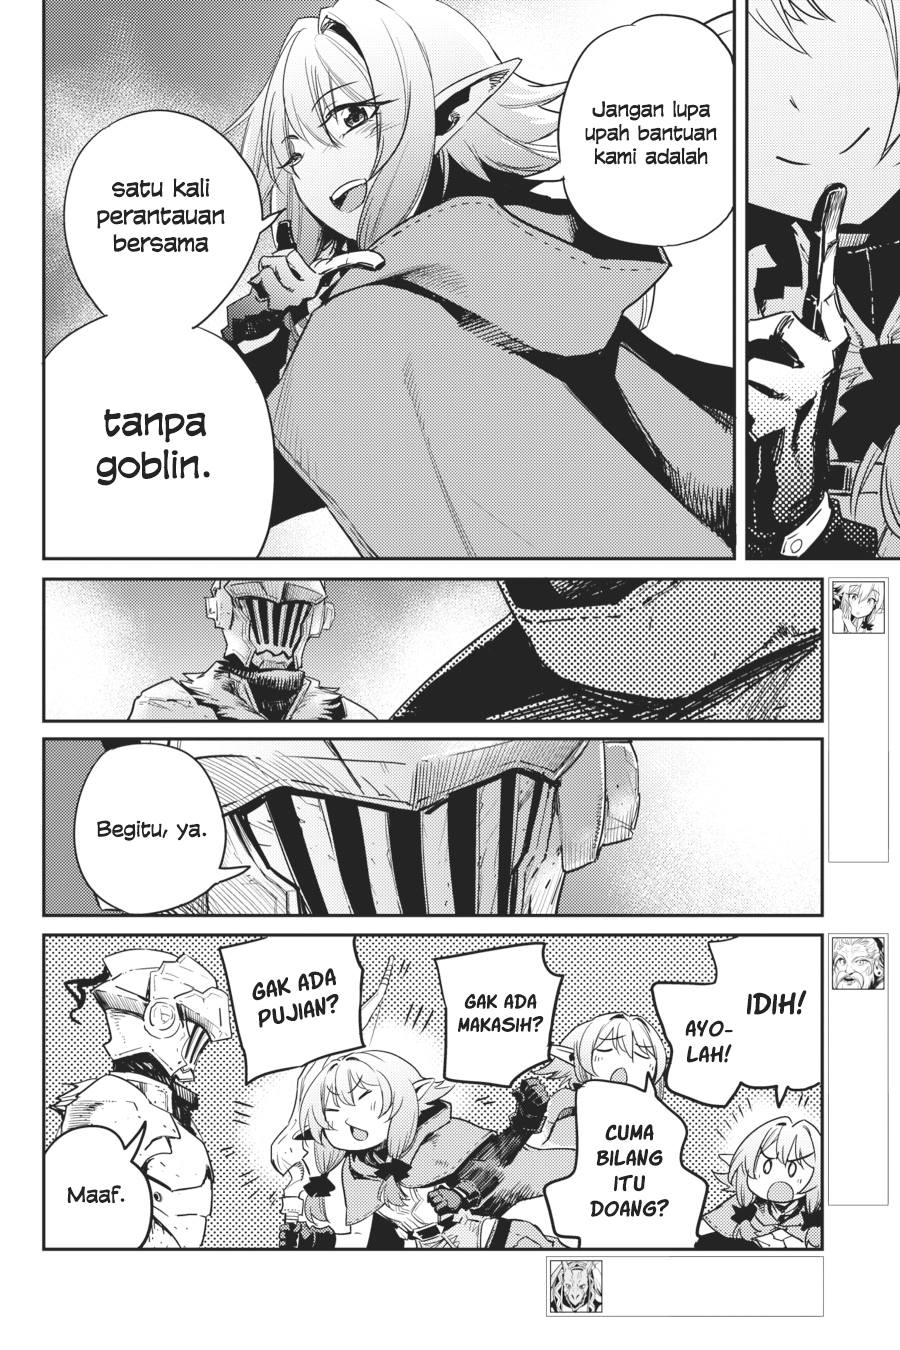 Jangan lupa
upah bantuan
kami adalah
satu kali
perantauan
bersama
tanpa
goblin.
Begitu, ya.
IDIH!
AYO-
LAH!
CUMA
BILANG
ITU
DOANG?
GAK ADA
MAKASIH?
GAK ADA
PUJIAN?
Maaf.